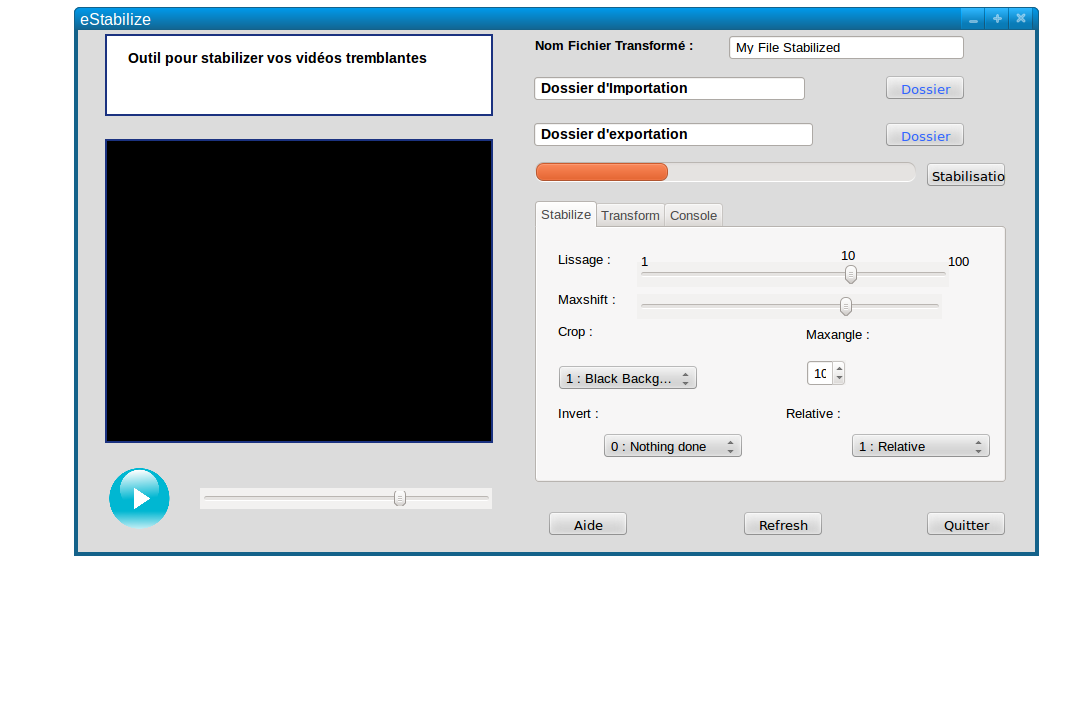 eStabilize
Outil pour stabilizer vos vidéos tremblantes
Nom Fichier Transformé :
My File Stabilized
Dossier d'Importation
Dossier
Dossier d'exportation
Dossier
Stabilisatio
Stabilize
Transform
Console
Lissage :
1
10
100
Maxshift :
Crop :
Maxangle :
1 : Black Backg...
10
Invert :
Relative :
0 : Nothing done
1 : Relative
Aide
Refresh
Quitter